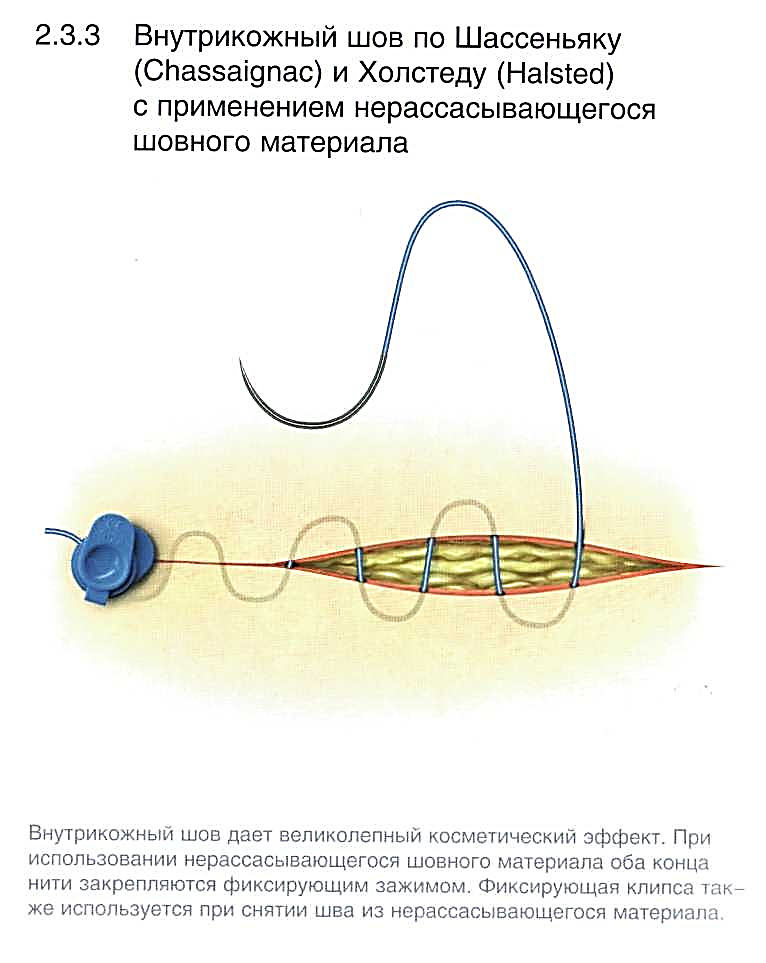 2.3.3 Внутрикожный шов по Шассеньяку
(Chassaignac) и Холстеду (Halsted)
с применением нерассасывающегося
шовного материала
Внутрикожный шов дает великолепный косметический эффект. При
использовании нерассасывающегося шовного материала оба конца
нити закрепляются фиксирующим зажимом. Фиксирующая клипса так–
же используется при снятии шва из нерассасывающегося материала.